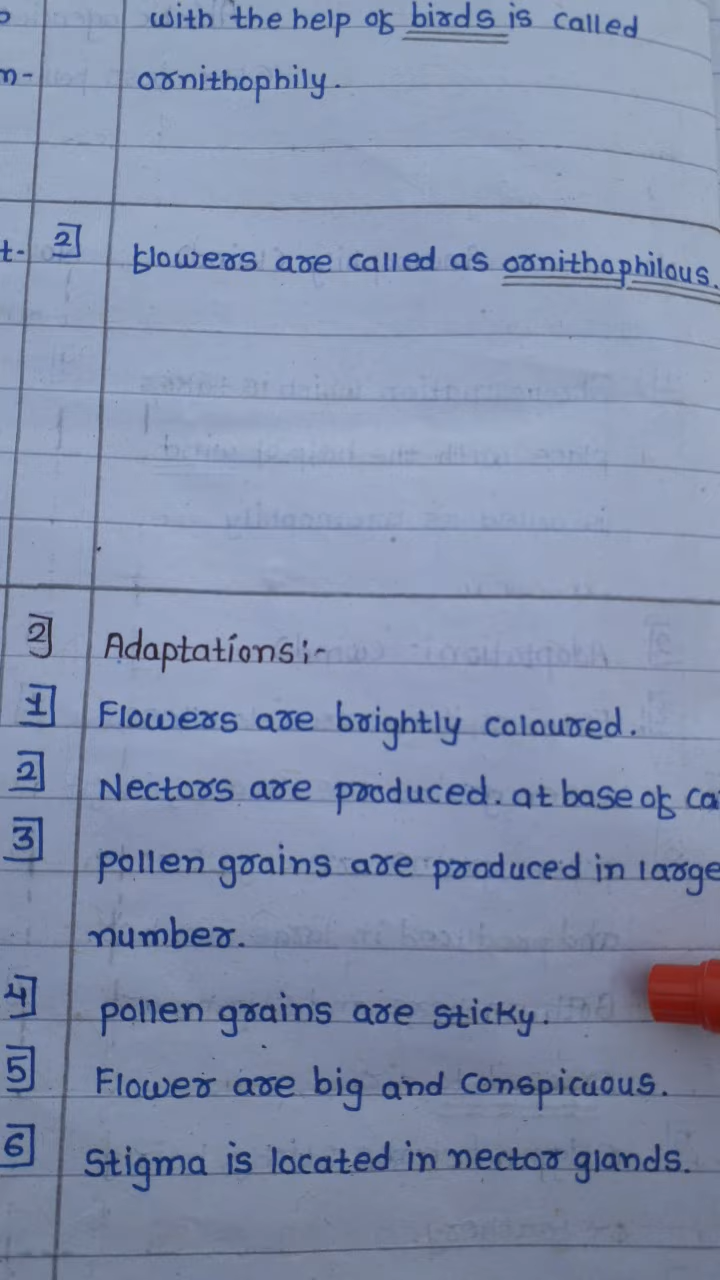 with the help of birds is called
m- ornithophily.
t- 2 flowers are called as ornithophilous.
2 Adaptations :-
1 Flowers are brightly coloured.
2 Nectors are produced. at base of ca
3 pollen grains are produced in large
number.
4 pollen grains are sticky.
5 Flower are big and conspicuous.
6 Stigma is located in nector glands.